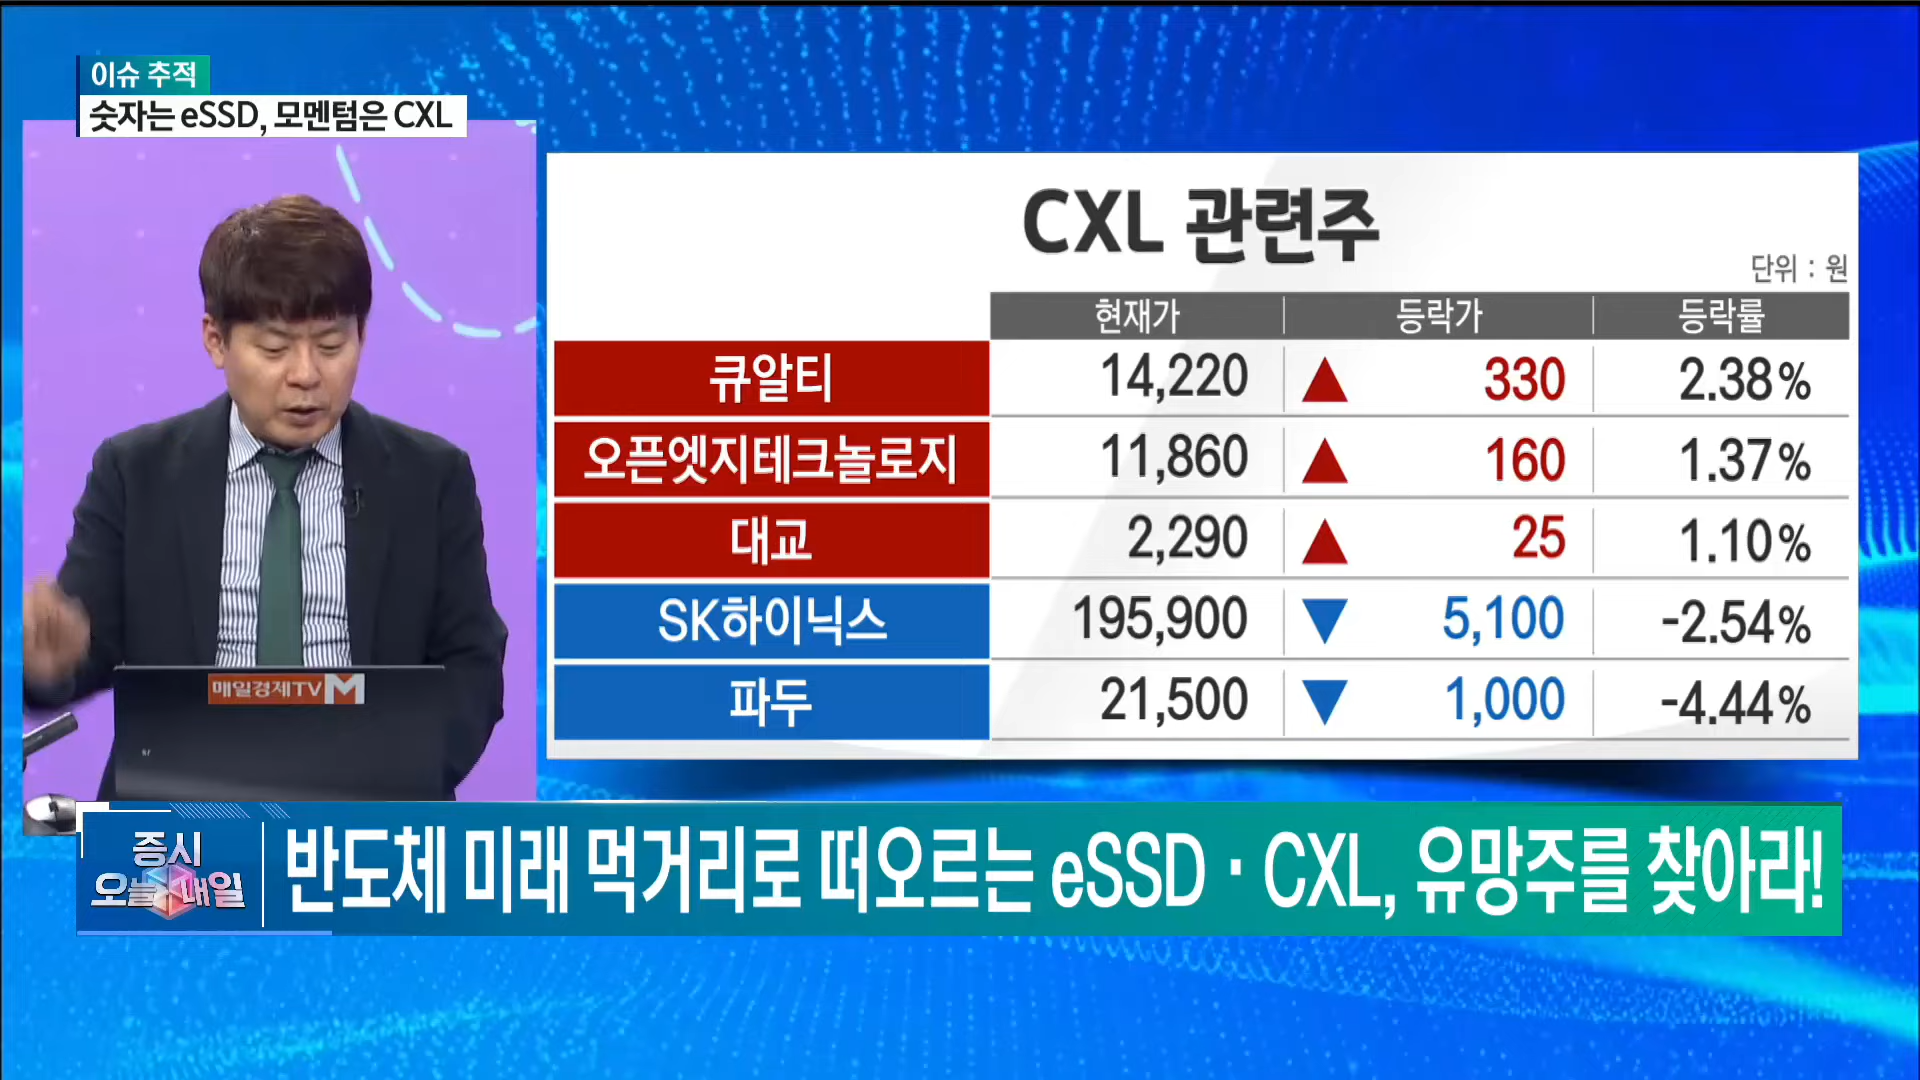 이슈 추적
숫자는 eSSD, 모멘텀은 CXL
CXL 관련주
단위 : 원
현재가 등락가 등락률
큐알티 14,220 ▲ 330 2.38%
오픈엣지테크놀로지 11,860 ▲ 160 1.37%
대교 2,290 ▲ 25 1.10%
SK하이닉스 195,900 ▼ 5,100 -2.54%
파두 21,500 ▼ 1,000 -4.44%
매일경제TV M
증시
오늘 매일
반도체 미래 먹거리로 떠오르는 eSSD · CXL, 유망주를 찾아라!